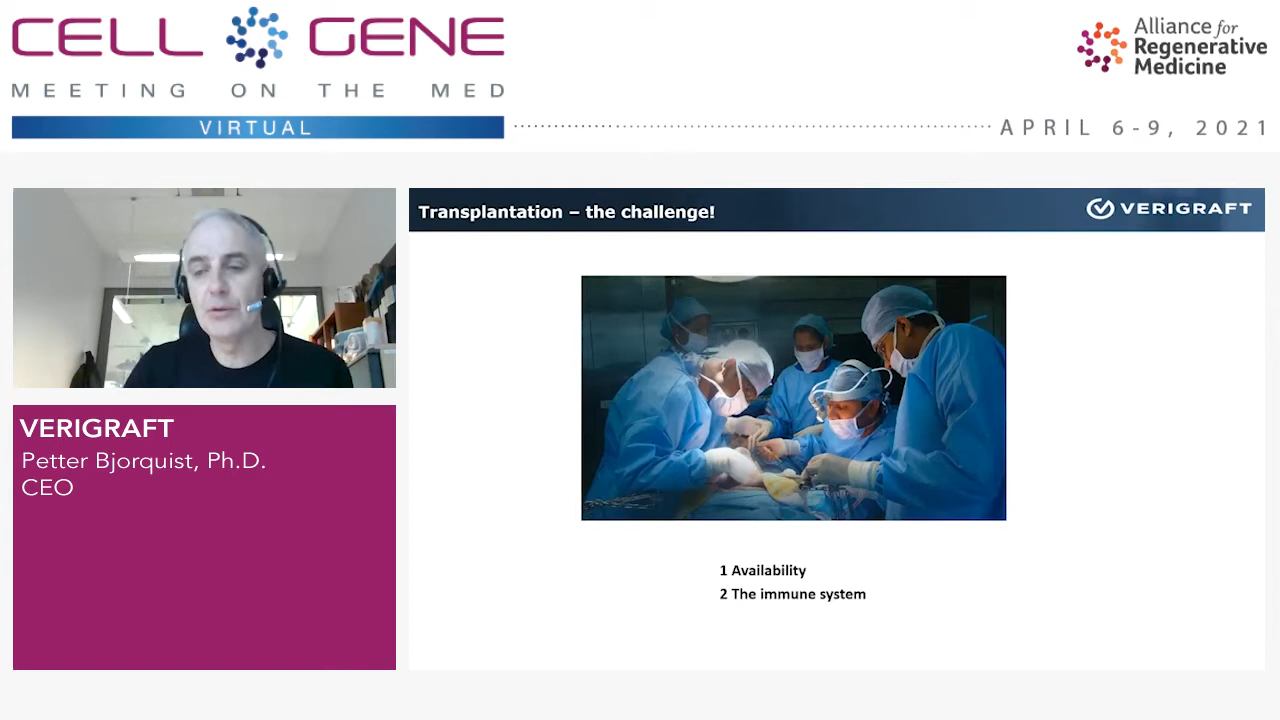 CELL GENE
MEETING ON THE MED
VIRTUAL
Alliance for
Regenerative
Medicine
APRIL 6-9, 2021
Transplantation – the challenge!
VERIGRAFT
VERIGRAFT
Petter Bjorquist, Ph.D.
CEO
1 Availability
2 The immune system